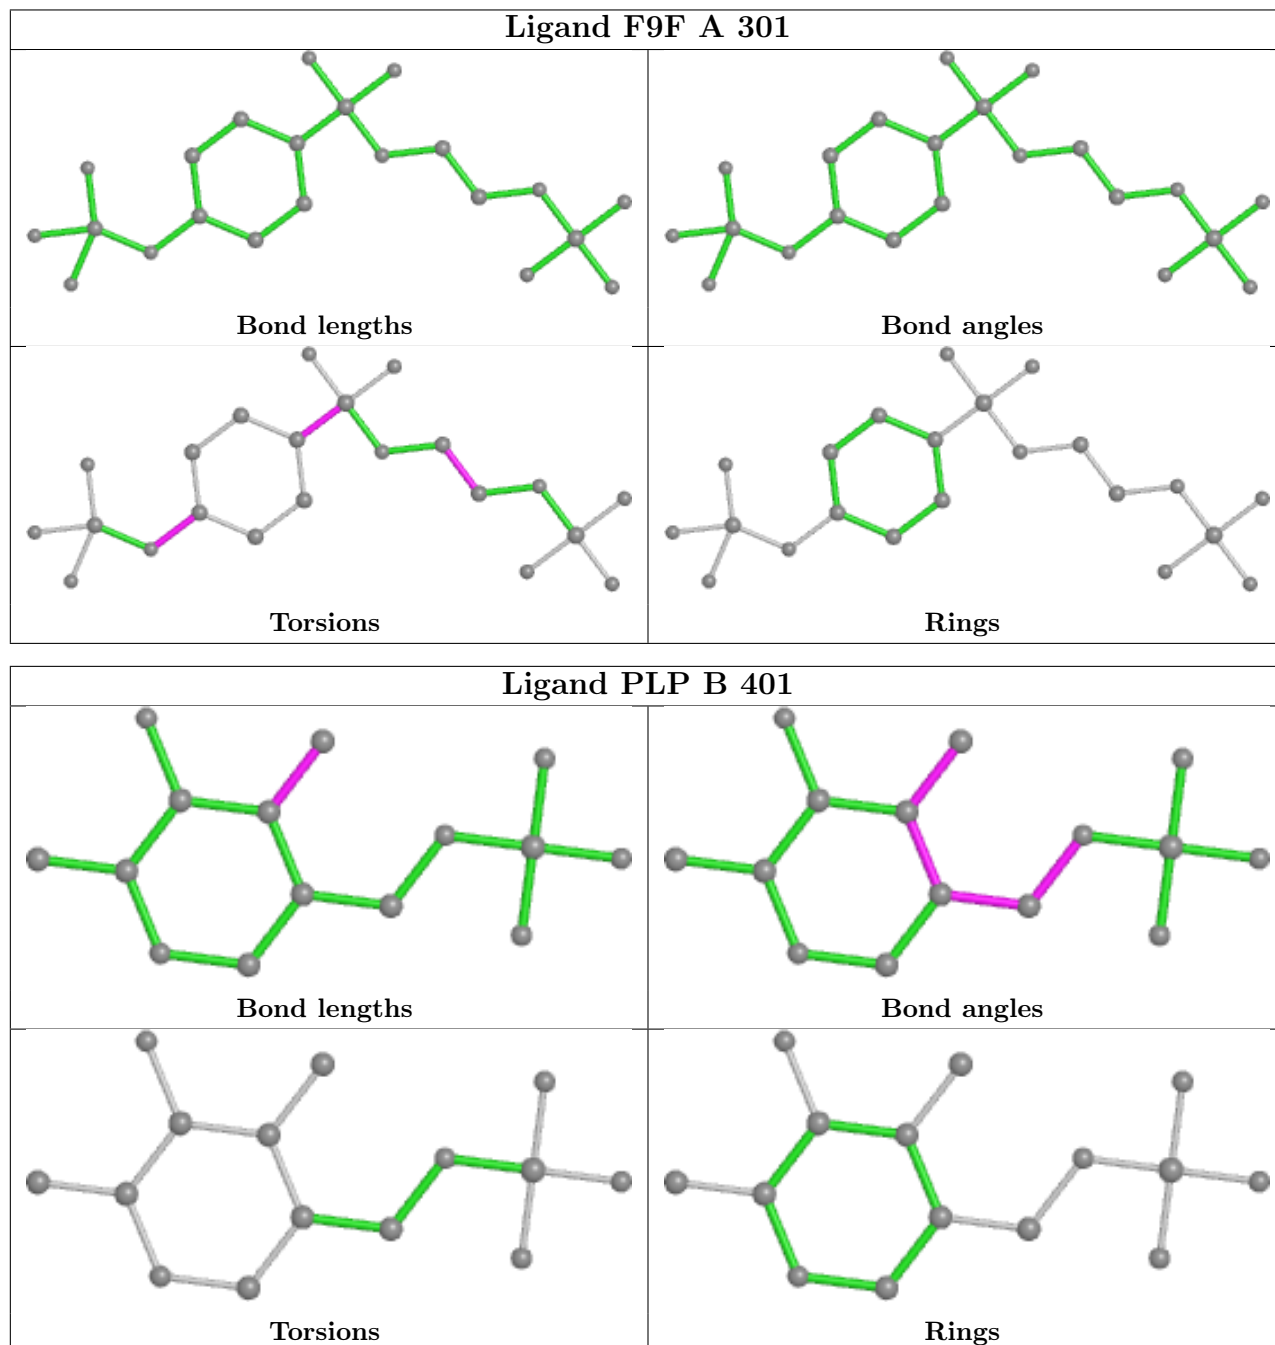 Ligand F9F A 301
Bond lengths
Bond angles
Torsions
Rings
Ligand PLP B 401
Bond lengths
Bond angles
Torsions
Rings